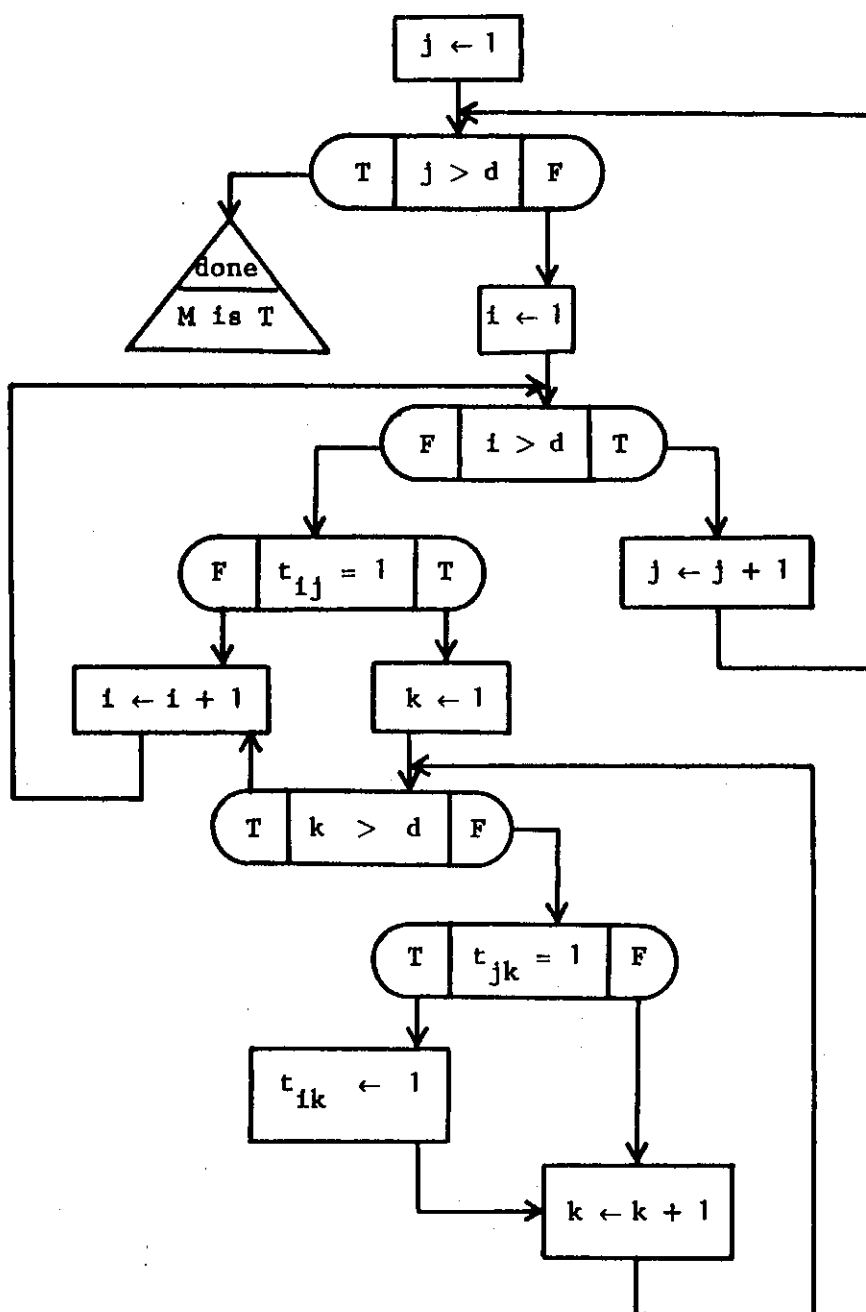 j ← 1
T j > d F
done
M is T
i ← 1
F i > d T
F t_ij = 1 T
j ← j + 1
i ← i + 1
k ← 1
T k > d F
T t_jk = 1 F
t_ik ← 1
k ← k + 1